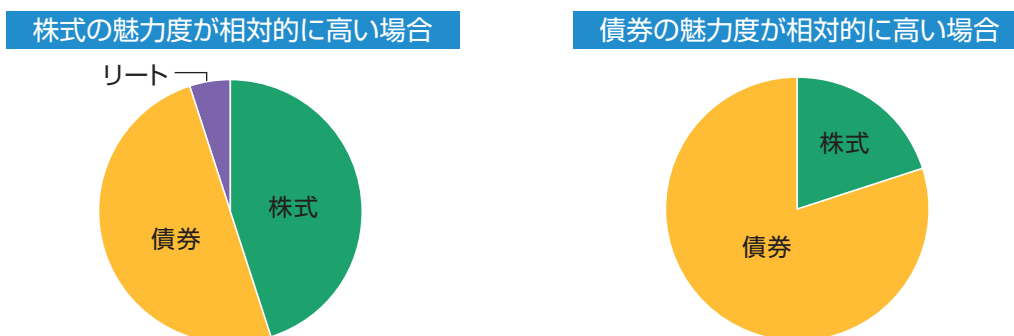 株式の魅力度が相対的に高い場合
リート
株式
債券
債券の魅力度が相対的に高い場合
株式
債券